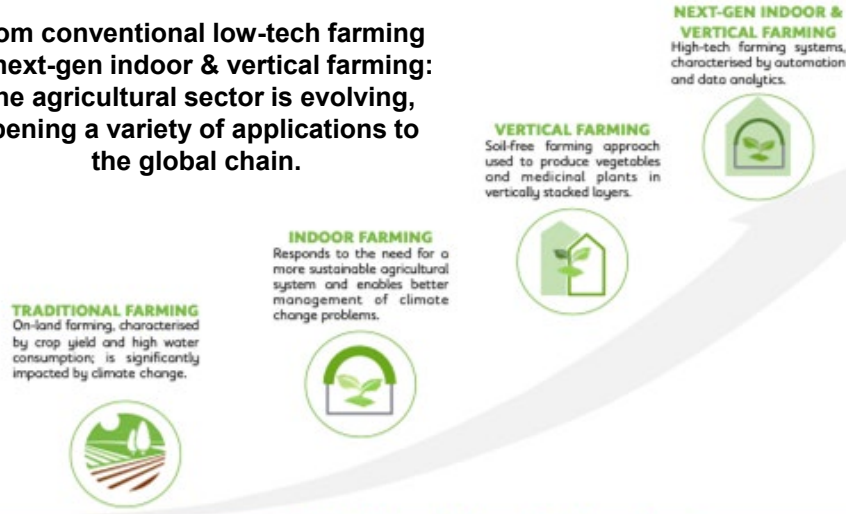 om conventional low-tech farming
next-gen indoor & vertical farming:
he agricultural sector is evolving,
pening a variety of applications to
the global chain.
NEXT-GEN INDOOR &
VERTICAL FARMING
High-tech farming systems,
characterised by automation
and data analytics.
VERTICAL FARMING
Soil-free farming approach
used to produce vegetables
and medicinal plants in
vertically stacked layers.
INDOOR FARMING
Responds to the need for a
more sustainable agricultural
system and enables better
management of climate
change problems.
TRADITIONAL FARMING
On-land farming, characterised
by crop yield and high water
consumption; is significantly
impacted by climate change.